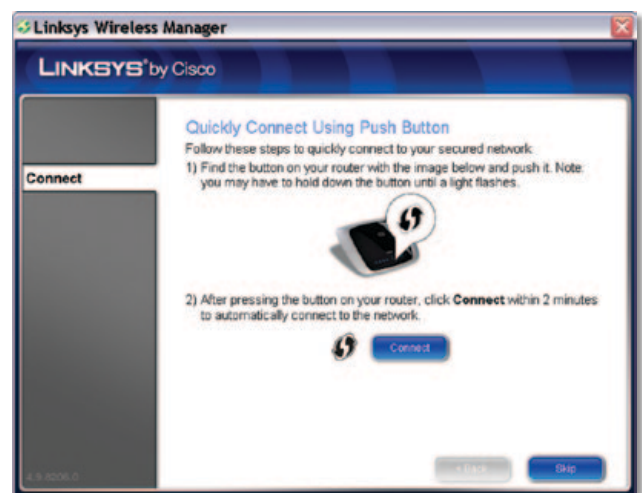 Linksys Wireless Manager
LINKSYS® by Cisco
Quickly Connect Using Push Button
Follow these steps to quickly connect to your secured network
Connect
1) Find the button on your router with the image below and push it. Note:
you may have to hold down the button until a light flashes.
2) After pressing the button on your router, click Connect within 2 minutes
to automatically connect to the network.
Connect
< Back
Skip